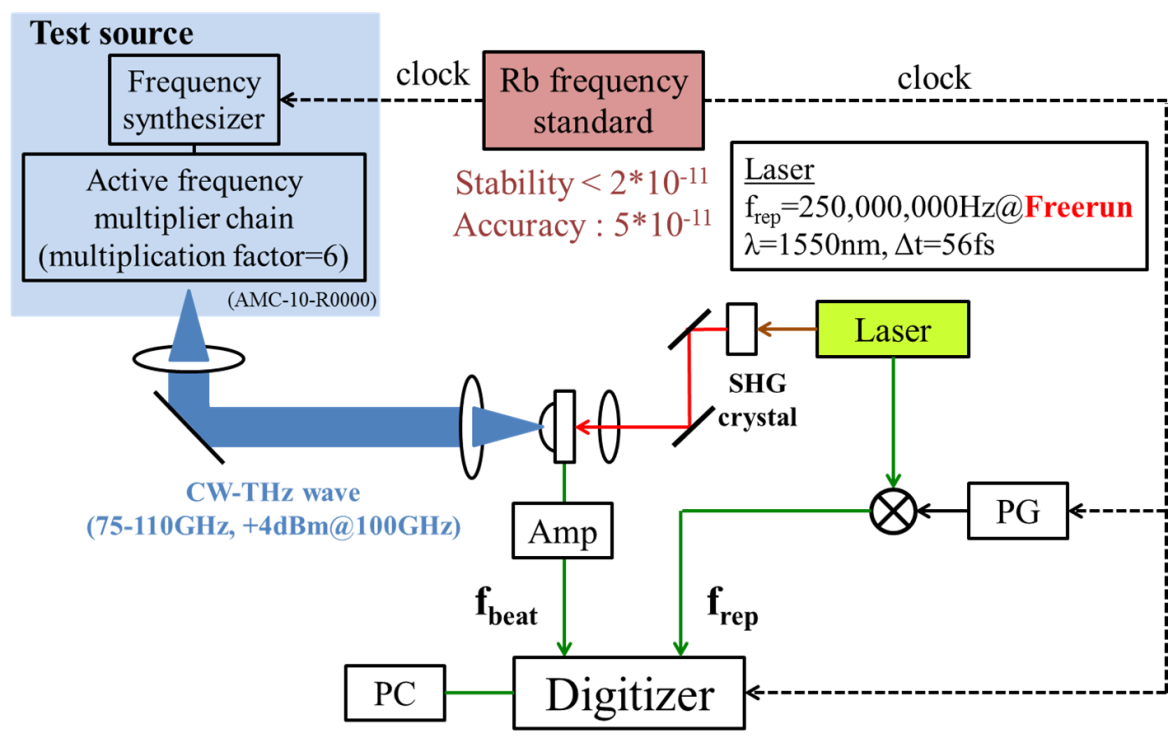 Test source
Frequency
synthesizer
Active frequency
multiplier chain
(multiplication factor=6)
(AMC-10-R0000)
clock
Rb frequency
standard
clock
Stability < 2*10⁻¹¹
Accuracy : 5*10⁻¹¹
Laser
fᵣₑₚ=250,000,000Hz@Freerun
λ=1550nm, Δt=56fs
Laser
SHG
crystal
CW-THz wave
(75-110GHz, +4dBm@100GHz)
Amp
PG
f_beat
f_rep
PC
Digitizer